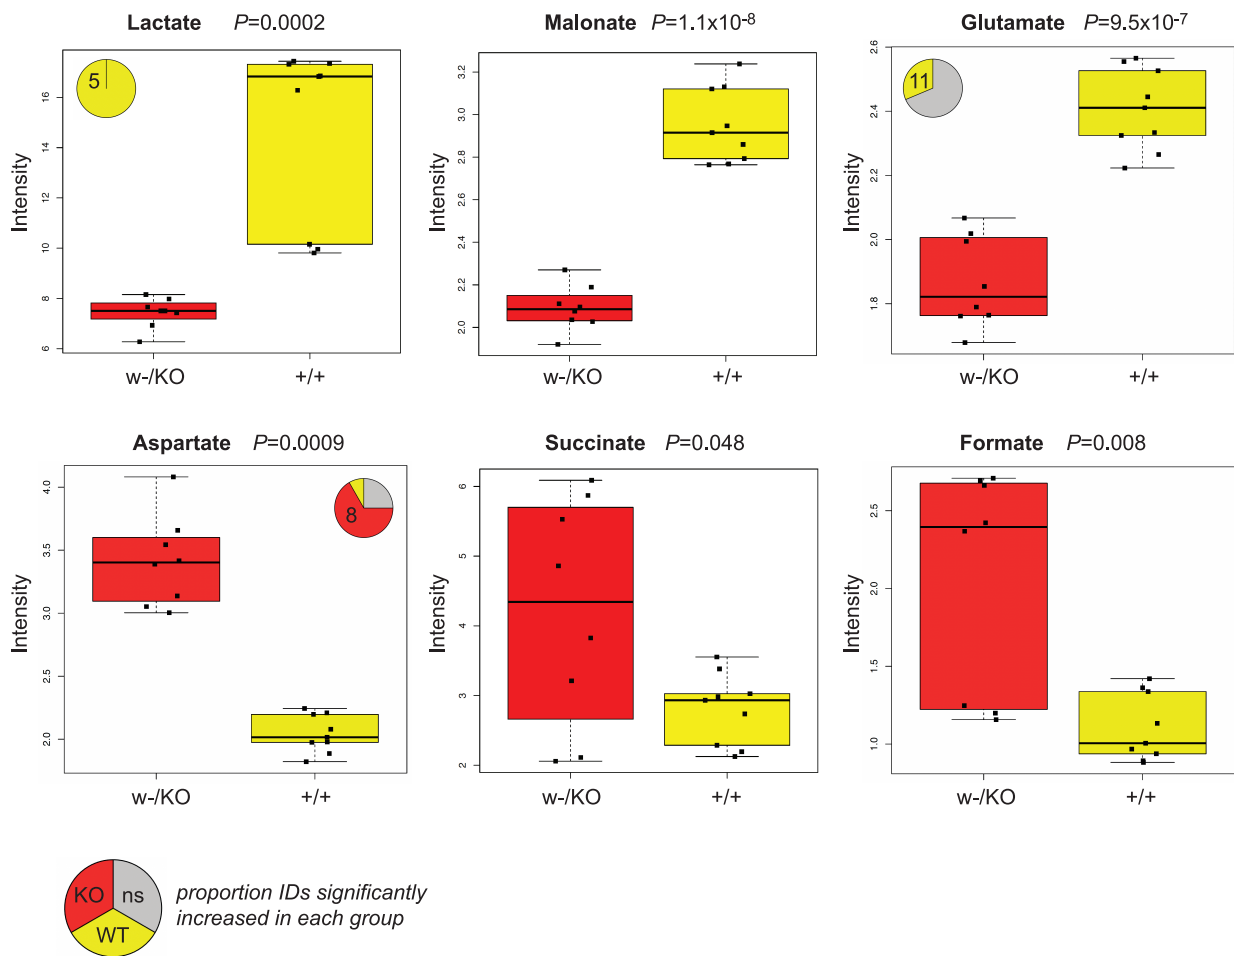 Lactate P=0.0002
5
Intensity
16
14
12
10
8
6
w-/KO +/+
Malonate P=1.1x10-8
Intensity
3.2
3.0
2.8
2.6
2.4
2.2
2.0
w-/KO +/+
Glutamate P=9.5x10-7
11
Intensity
2.6
2.4
2.2
2.0
1.8
w-/KO +/+
Aspartate P=0.0009
8
Intensity
4.0
3.5
3.0
2.5
2.0
w-/KO +/+
Succinate P=0.048
Intensity
6
5
4
3
2
w-/KO +/+
Formate P=0.008
Intensity
2.5
2.0
1.5
1.0
w-/KO +/+
KO ns
WT
proportion IDs significantly
increased in each group